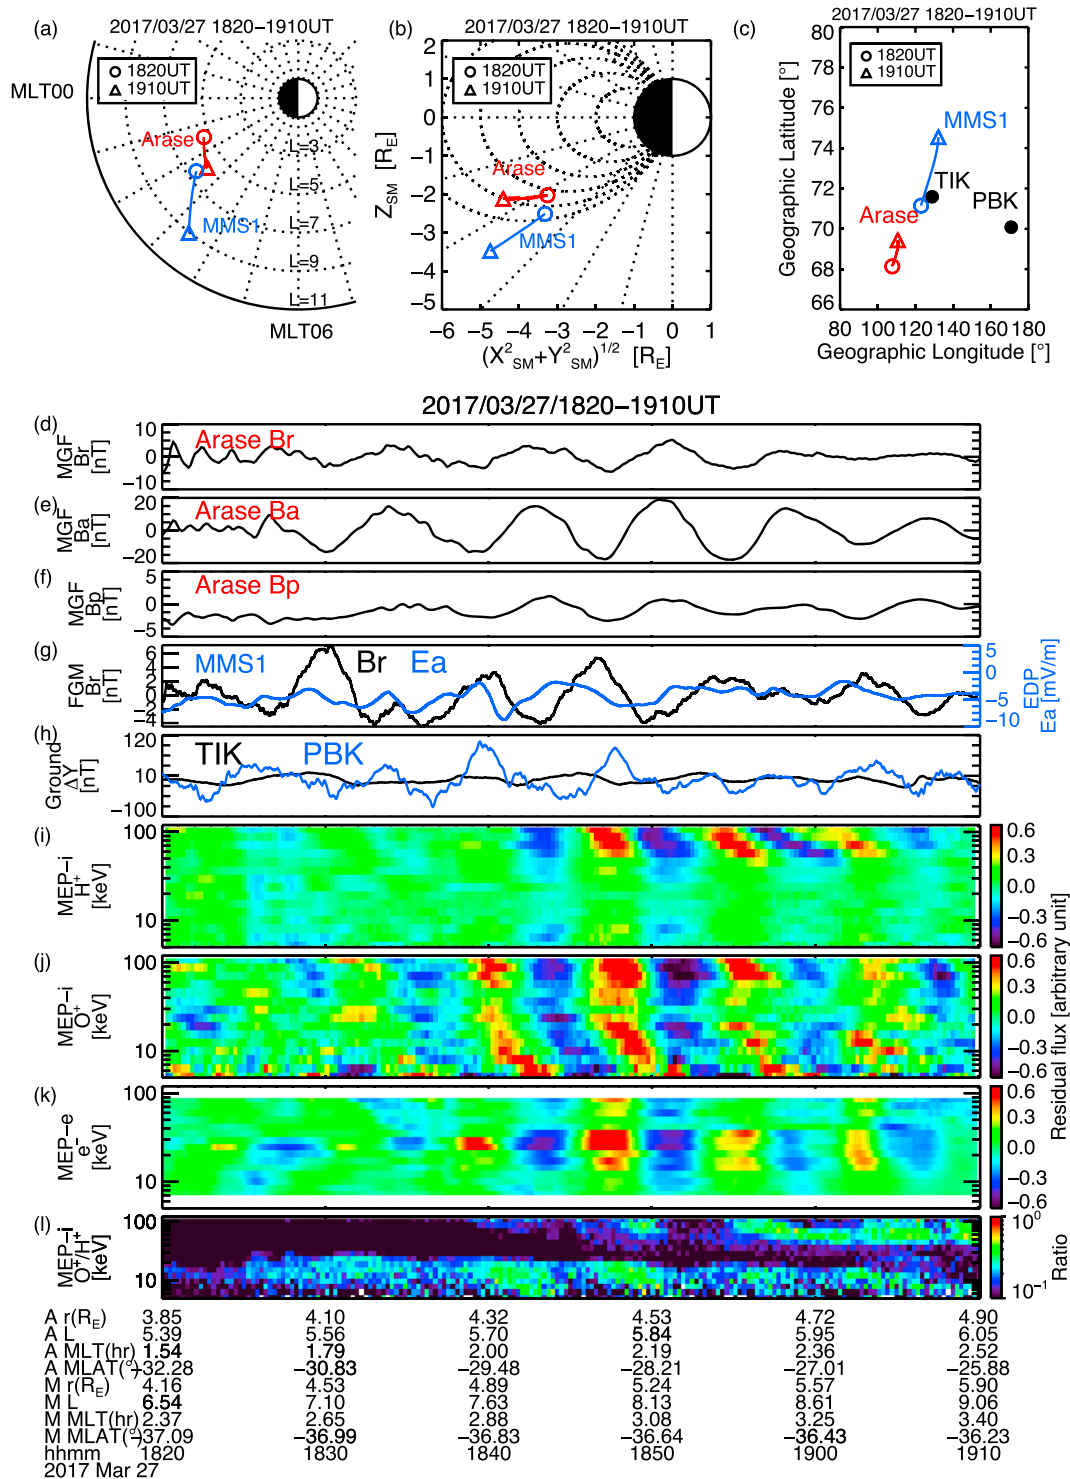 (a) 2017/03/27 1820−1910UT
MLT00
1820UT
1910UT
Arase
MMS1
L=3
L=5
L=7
L=9
L=11
MLT06
(b) 2017/03/27 1820−1910UT
1820UT
1910UT
2
1
0
−1
−2
−3
−4
−5
Z_SM [R_E]
Arase
MMS1
−6 −5 −4 −3 −2 −1 0 1
(X²_SM+Y²_SM)^1/2 [R_E]
(c) 2017/03/27 1820−1910UT
1820UT
1910UT
80
78
76
74
72
70
68
66
Geographic Latitude [°]
MMS1
TIK
PBK
Arase
80 100 120 140 160 180
Geographic Longitude [°]
2017/03/27/1820−1910UT
(d) MGF Br [nT]
10
0
−10
Arase Br
(e) MGF Ba [nT]
20
0
−20
Arase Ba
(f) MGF Bp [nT]
5
0
−5
Arase Bp
(g) FGM Br [nT]
6
4
2
0
−2
−4
MMS1 Br Ea
5
0
−5
−10
EDP Ea [mV/m]
(h) Ground ΔY [nT]
120
10
−100
TIK PBK
(i) MEP−i H⁺ [keV]
100
10
0.6
0.3
0.0
−0.3
−0.6
(j) MEP−i O⁺ [keV]
100
10
0.6
0.3
0.0
−0.3
−0.6
(k) MEP−e e⁻ [keV]
100
10
0.6
0.3
0.0
−0.3
−0.6
Residual flux [arbitrary unit]
(l) MEP−i O⁺/H⁺ [keV]
100
10
10⁰
10⁻¹
Ratio
A r(R_E) 3.85 4.10 4.32 4.53 4.72 4.90
A L 5.39 5.56 5.70 5.84 5.95 6.05
A MLT(hr) 1.54 1.79 2.00 2.19 2.36 2.52
A MLAT(°) −32.28 −30.83 −29.48 −28.21 −27.01 −25.88
M r(R_E) 4.16 4.53 4.89 5.24 5.57 5.90
M L 6.54 7.10 7.63 8.13 8.61 9.06
M MLT(hr) 2.37 2.65 2.88 3.08 3.25 3.40
M MLAT(°) −37.09 −36.99 −36.83 −36.64 −36.43 −36.23
hhmm 1820 1830 1840 1850 1900 1910
2017 Mar 27